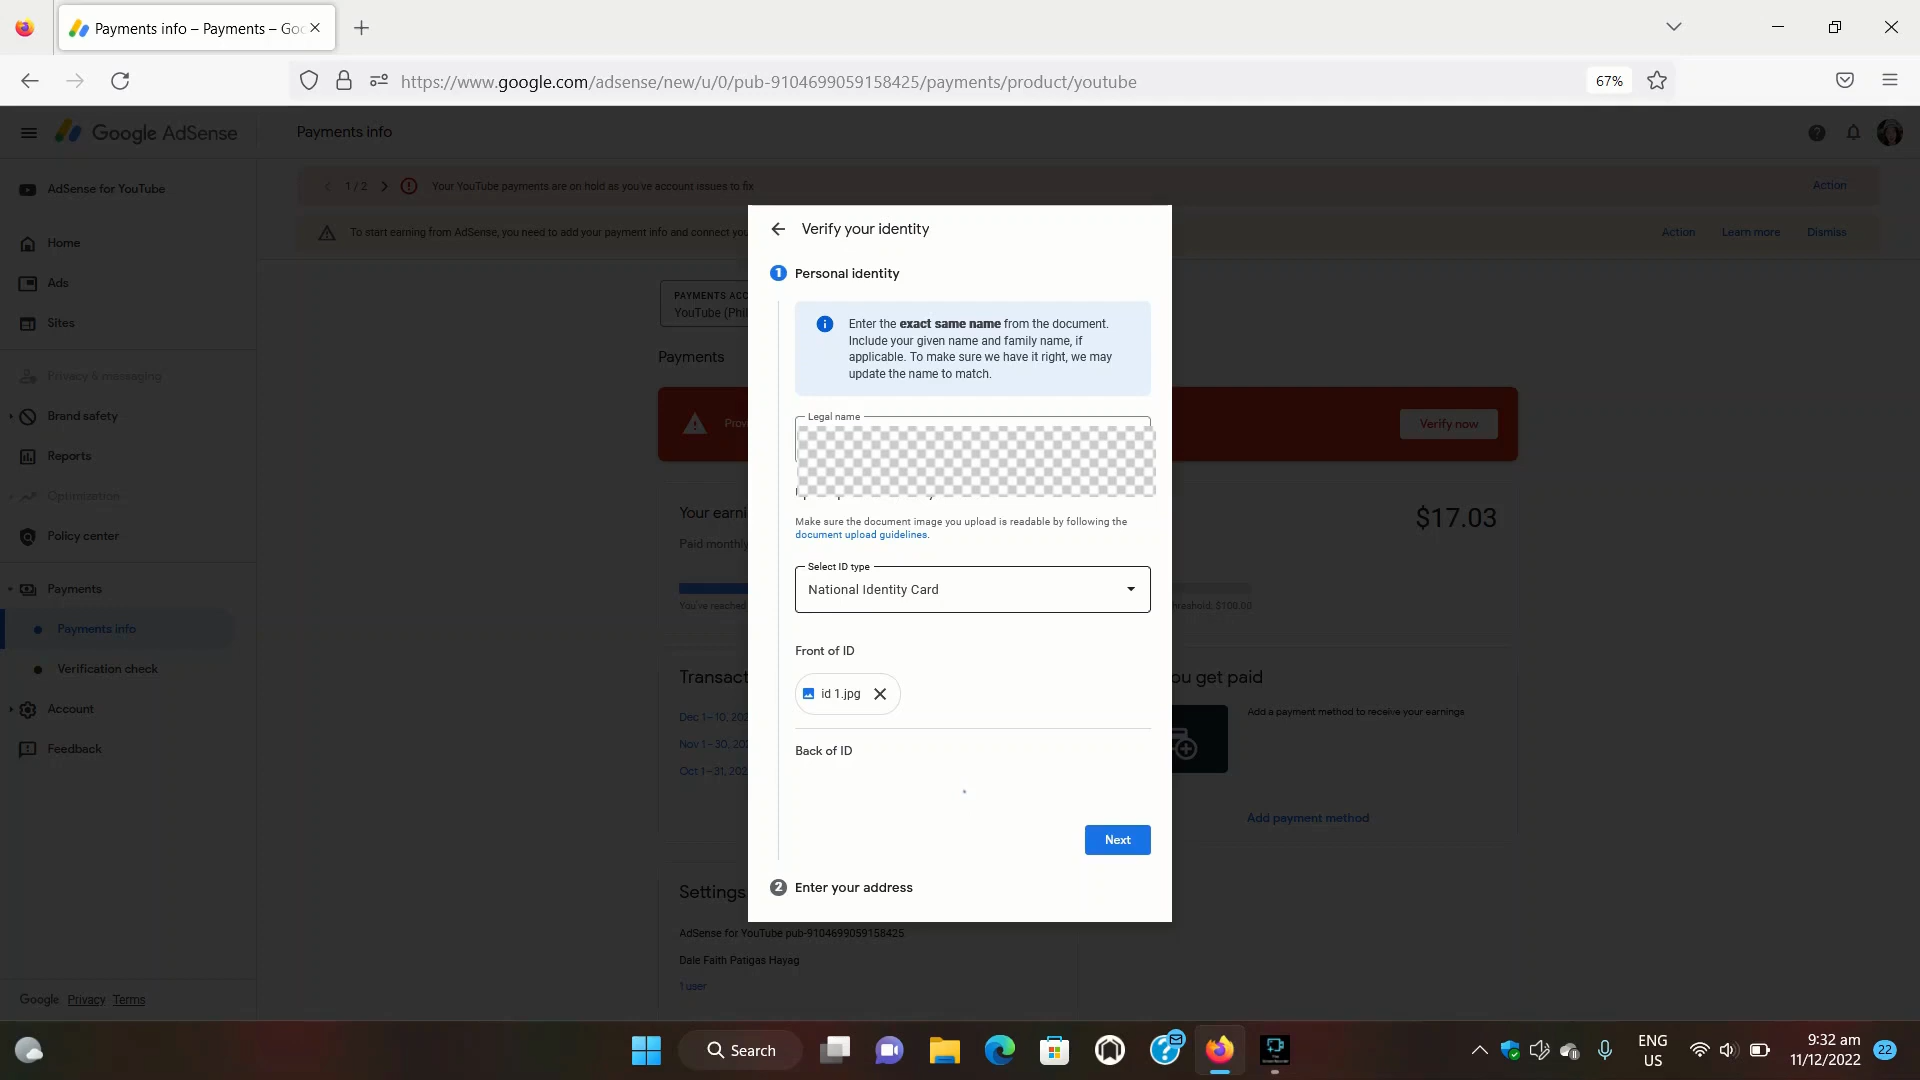 Payments info – Payments – Goo
https://www.google.com/adsense/new/u/0/pub-9104699059158425/payments/product/youtube
67%
Google AdSense
Payments info
AdSense for YouTube
1 / 2
Your YouTube payments are on hold as you've account issues to fix
Action
To start earning from AdSense, you need to add your payment info and connect you
Action
Learn more
Dismiss
Home
Ads
Sites
Privacy & messaging
Brand safety
Reports
Optimization
Policy center
Payments
Payments info
Verification check
Account
Feedback
Google
Privacy
Terms
PAYMENTS ACC
YouTube (Phil
Payments
Verify now
Your earni
Paid monthly
$17.03
You've reached
threshold: $100.00
Transact
Dec 1–10, 202
Nov 1–30, 202
Oct 1–31, 202
ou get paid
Add a payment method to receive your earnings
Add payment method
Settings
AdSense for YouTube pub-9104699059158425
Dale Faith Patigas Hayag
1 user
Verify your identity
1 Personal identity
Enter the exact same name from the document.
Include your given name and family name, if
applicable. To make sure we have it right, we may
update the name to match.
Legal name
Make sure the document image you upload is readable by following the
document upload guidelines.
Select ID type
National Identity Card
Front of ID
id 1.jpg
Back of ID
Next
2 Enter your address
Search
ENG
US
9:32 am
11/12/2022
22